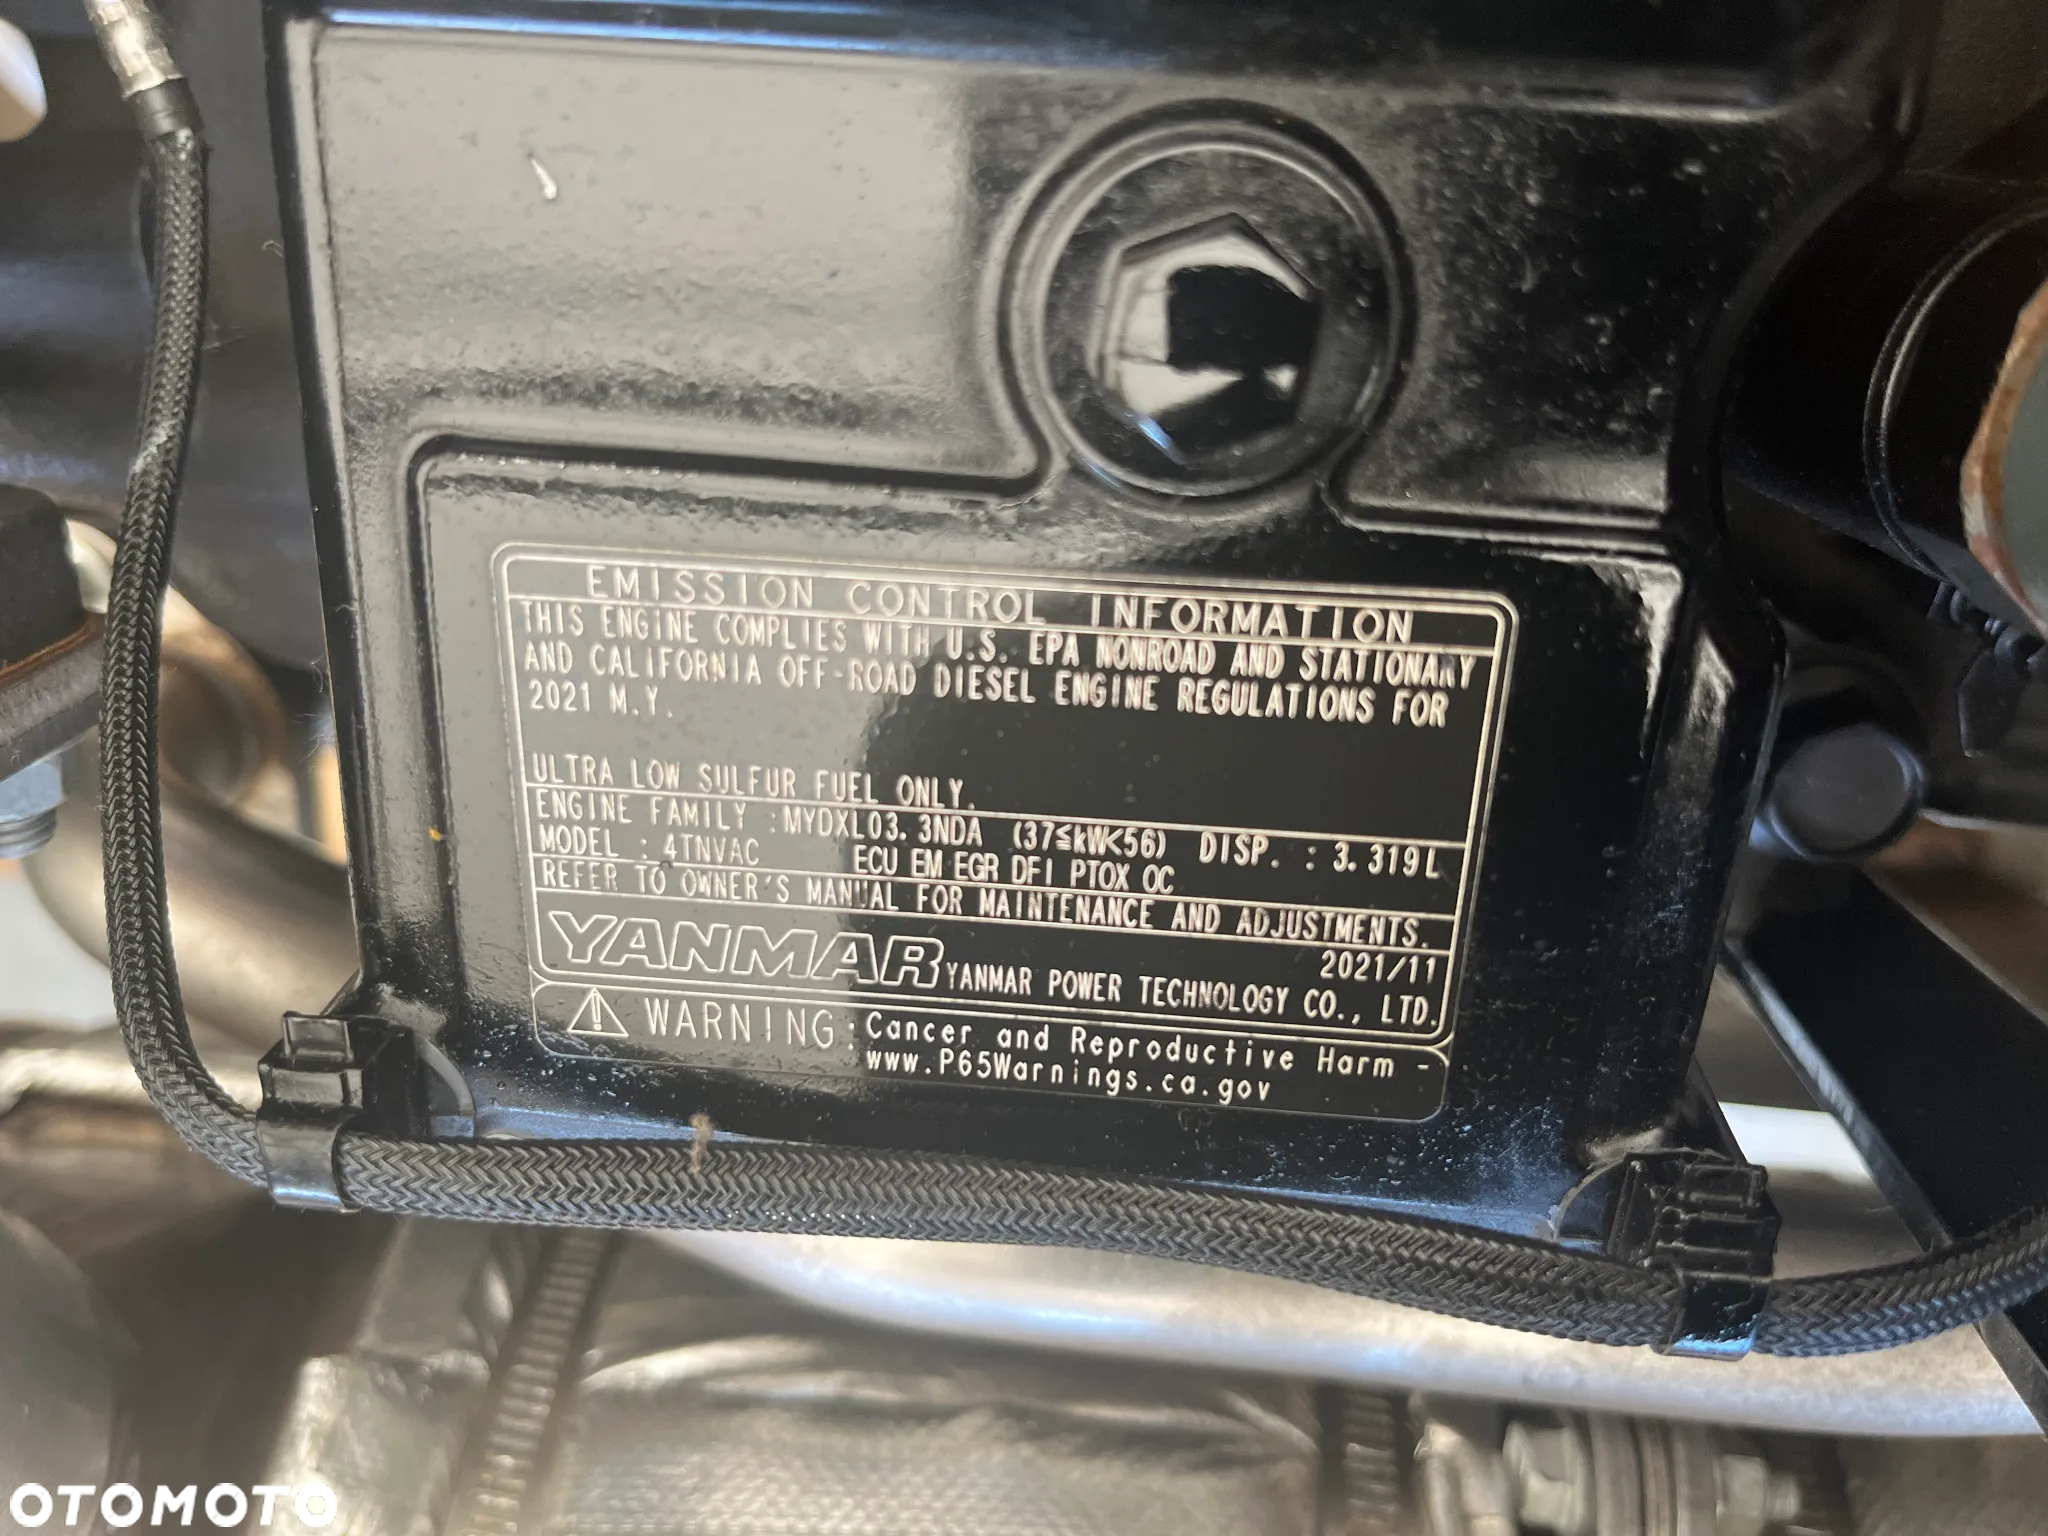 EMISSION CONTROL INFORMATION
THIS ENGINE COMPLIES WITH U.S. EPA NONROAD AND STATIONARY
AND CALIFORNIA OFF-ROAD DIESEL ENGINE REGULATIONS FOR
2021 M.Y.
ULTRA LOW SULFUR FUEL ONLY.
ENGINE FAMILY :MYDXL03.3NDA (37≦kW<56) DISP. : 3.319L
MODEL : 4TNVAC ECU EM EGR DFI PTOX OC
REFER TO OWNER'S MANUAL FOR MAINTENANCE AND ADJUSTMENTS.
2021/11
YANMAR YANMAR POWER TECHNOLOGY CO., LTD.
WARNING: Cancer and Reproductive Harm -
www.P65Warnings.ca.gov
OTOMOTO